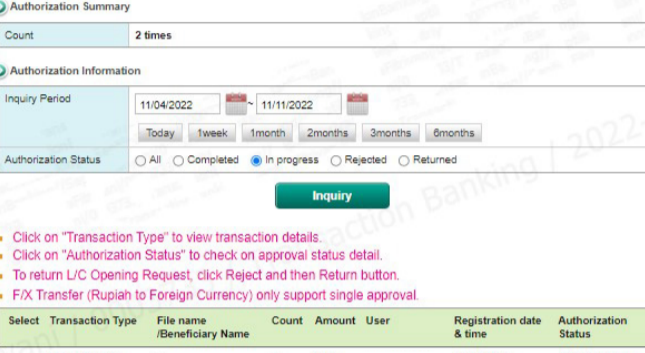 Authorization Summary
Count 2 times
Authorization Information
Inquiry Period 11/04/2022 ~ 11/11/2022
Today 1week 1month 2months 3months 6months
Authorization Status All Completed In progress Rejected Returned
Inquiry
Click on "Transaction Type" to view transaction details.
Click on "Authorization Status" to check on approval status detail.
To return L/C Opening Request, click Reject and then Return button.
F/X Transfer (Rupiah to Foreign Currency) only support single approval.
Select Transaction Type File name Count Amount User Registration date Authorization
/Beneficiary Name & time Status
action Banking / 2022-